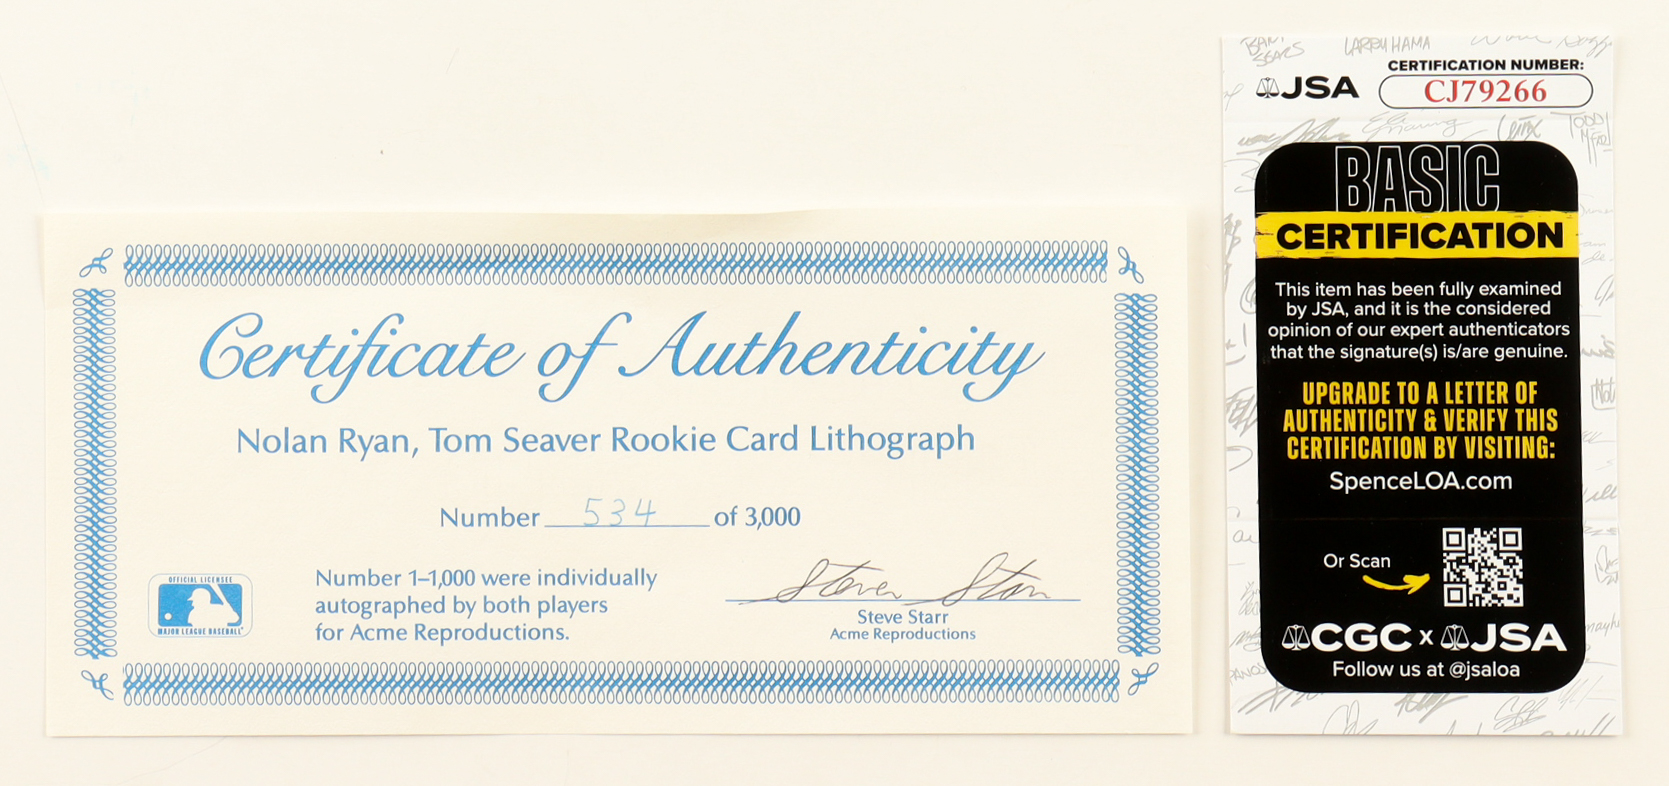 Certificate of Authenticity
Nolan Ryan, Tom Seaver Rookie Card Lithograph
Number 534 of 3,000
OFFICIAL LICENSEE
MAJOR LEAGUE BASEBALL
Number 1–1,000 were individually
autographed by both players
for Acme Reproductions.
Steve Starr
Steve Starr
Acme Reproductions
LARRY HAMA
CERTIFICATION NUMBER:
JSA
CJ79266
TODD
BASIC
CERTIFICATION
This item has been fully examined
by JSA, and it is the considered
opinion of our expert authenticators
that the signature(s) is/are genuine.
UPGRADE TO A LETTER OF
AUTHENTICITY & VERIFY THIS
CERTIFICATION BY VISITING:
SpenceLOA.com
Or Scan
CGC x JSA
Follow us at @jsaloa